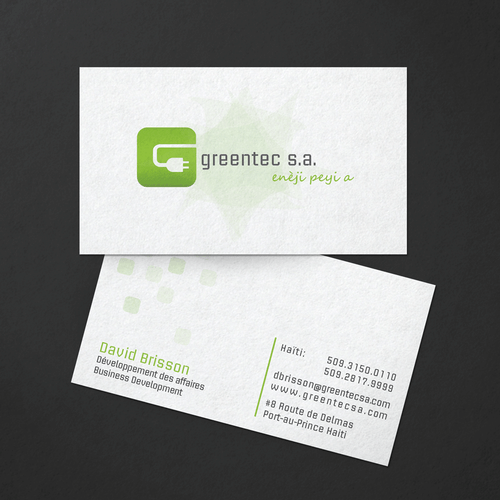 greentec s.a.
enèji peyi a
David Brisson
Développement des affaires
Business Development
Haïti:
509.3150.0110
509.2817.9999
dbrisson@greentecsa.com
www.greentecsa.com
#8 Route de Delmas
Port-au-Prince Haïti